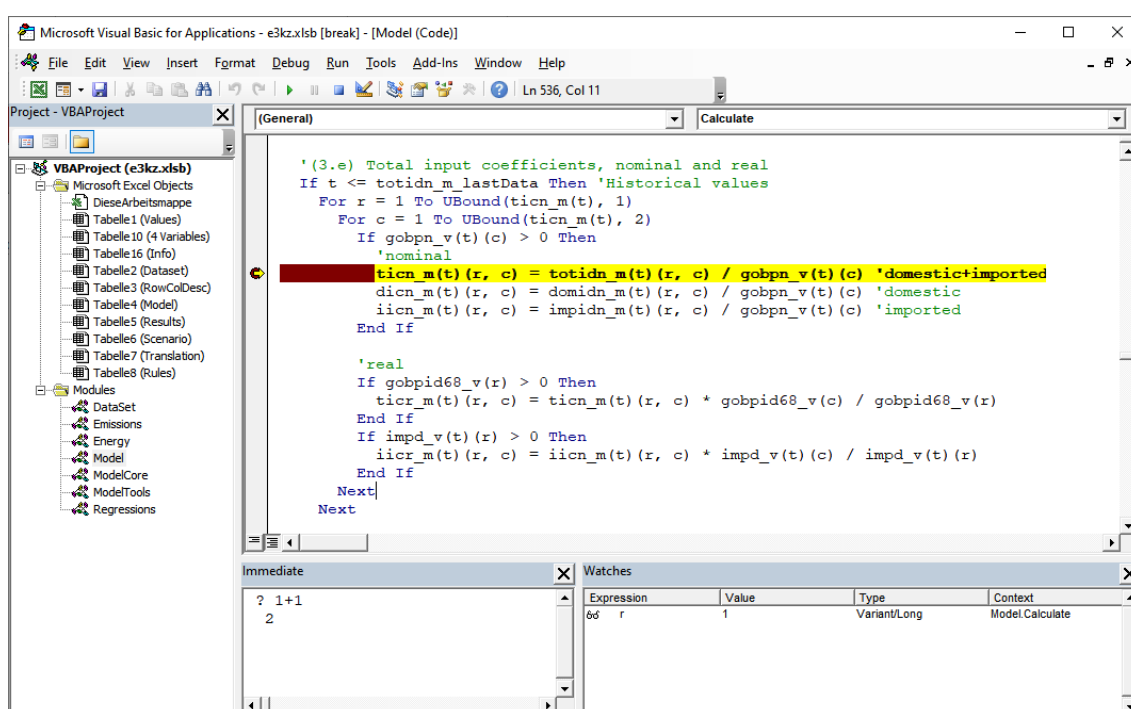 Microsoft Visual Basic for Applications - e3kz.xlsb [break] - [Model (Code)]
File Edit View Insert Format Debug Run Tools Add-Ins Window Help
Ln 536, Col 11
Project - VBAProject
VBAProject (e3kz.xlsb)
Microsoft Excel Objects
DieseArbeitsmappe
Tabelle1 (Values)
Tabelle10 (4 Variables)
Tabelle16 (Info)
Tabelle2 (Dataset)
Tabelle3 (RowColDesc)
Tabelle4 (Model)
Tabelle5 (Results)
Tabelle6 (Scenario)
Tabelle7 (Translation)
Tabelle8 (Rules)
Modules
DataSet
Emissions
Energy
Model
ModelCore
ModelTools
Regressions
(General) Calculate
'(3.e) Total input coefficients, nominal and real
If t <= totidn_m_lastData Then 'Historical values
For r = 1 To UBound(ticn_m(t), 1)
For c = 1 To UBound(ticn_m(t), 2)
If gobpn_v(t)(c) > 0 Then
'nominal
ticn_m(t)(r, c) = totidn_m(t)(r, c) / gobpn_v(t)(c) 'domestic+imported
dicn_m(t)(r, c) = domidn_m(t)(r, c) / gobpn_v(t)(c) 'domestic
iicn_m(t)(r, c) = impidn_m(t)(r, c) / gobpn_v(t)(c) 'imported
End If
'real
If gobpid68_v(r) > 0 Then
ticr_m(t)(r, c) = ticn_m(t)(r, c) * gobpid68_v(c) / gobpid68_v(r)
End If
If impd_v(t)(r) > 0 Then
iicr_m(t)(r, c) = iicn_m(t)(r, c) * impd_v(t)(c) / impd_v(t)(r)
End If
Next
Next
Immediate
? 1+1
2
Watches
Expression Value Type Context
r 1 Variant/Long Model.Calculate